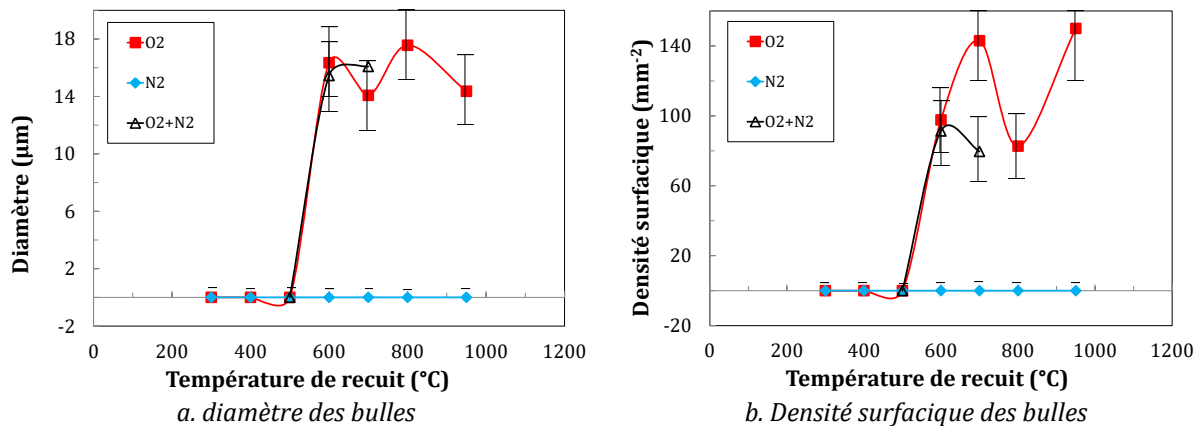 18
14
10
6
2
-2
0
200
400
600
800
1000
1200
Diamètre (µm)
Température de recuit (°C)
O2
N2
O2+N2
a. diamètre des bulles
140
100
60
20
-20
0
200
400
600
800
1000
1200
Densité surfacique (mm-2)
Température de recuit (°C)
O2
N2
O2+N2
b. Densité surfacique des bulles